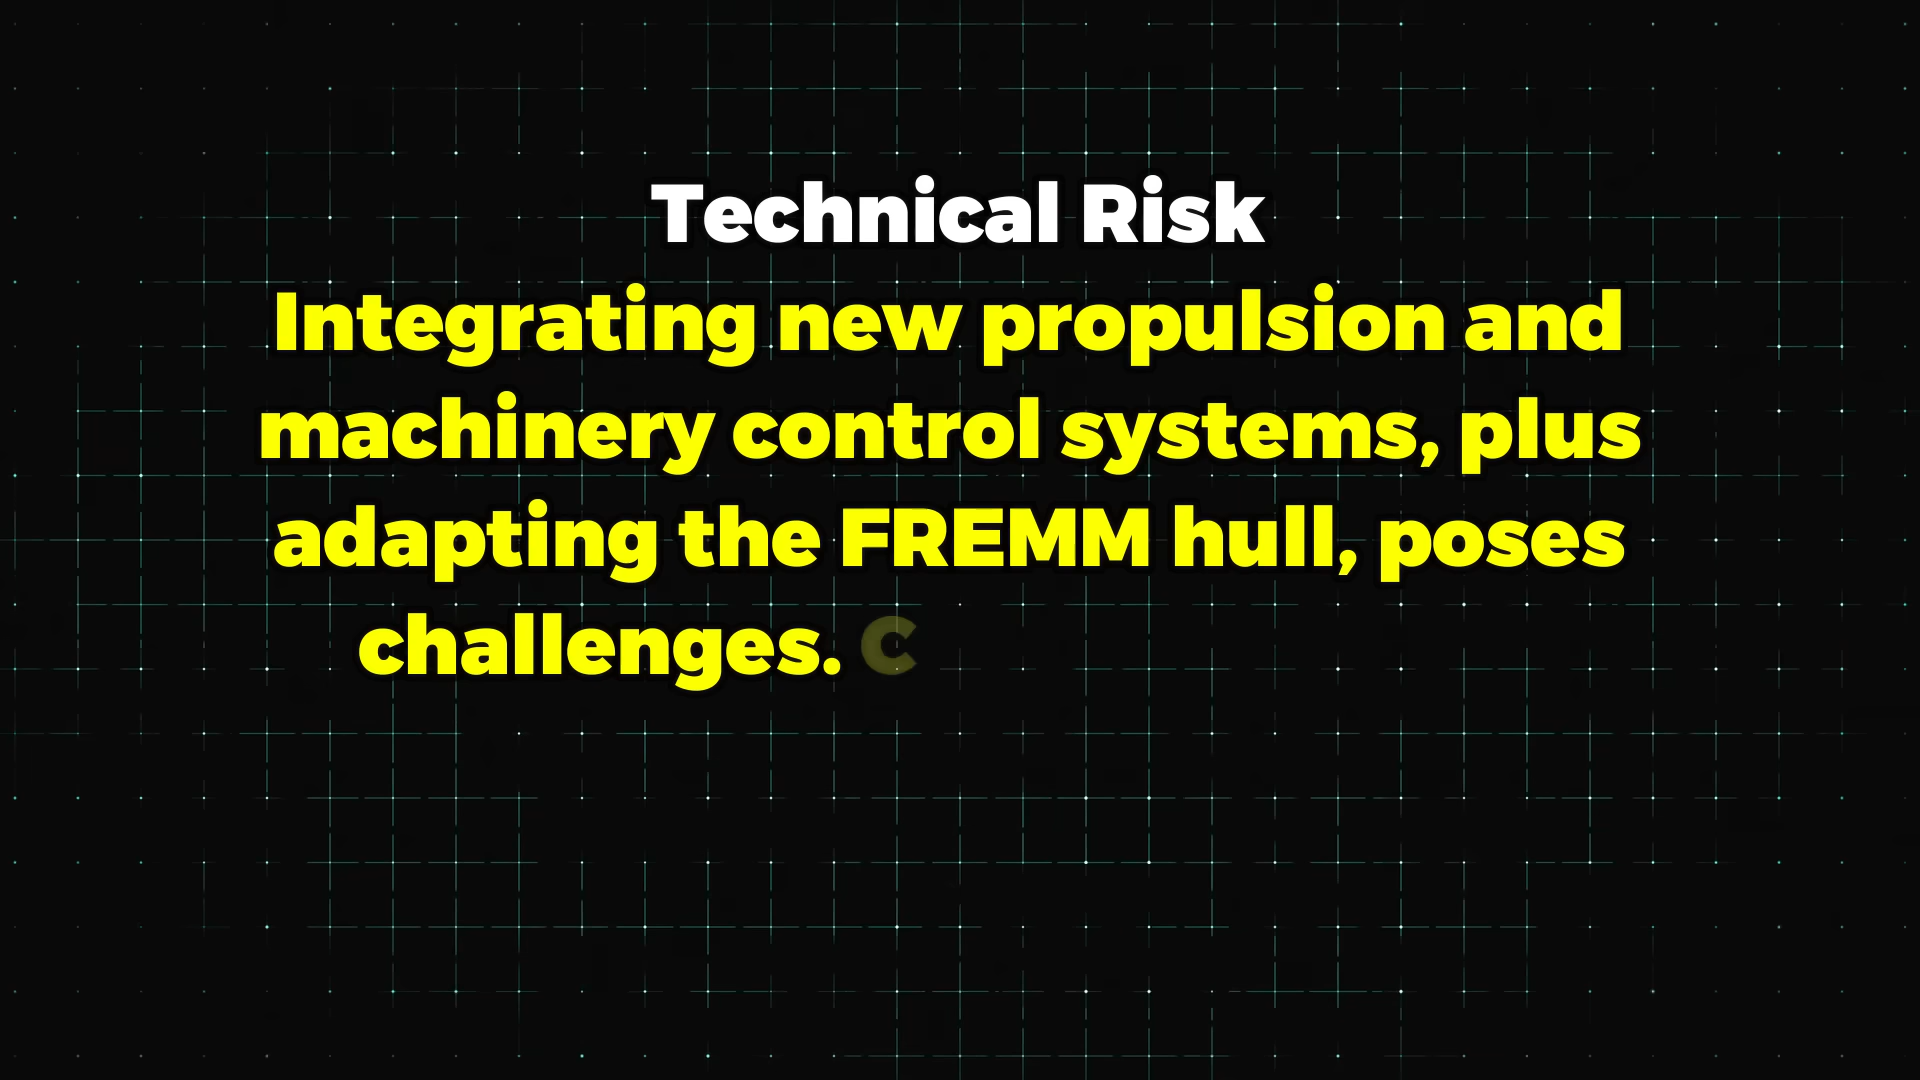 Technical Risk
Integrating new propulsion and
machinery control systems, plus
adapting the FREMM hull, poses
challenges. C